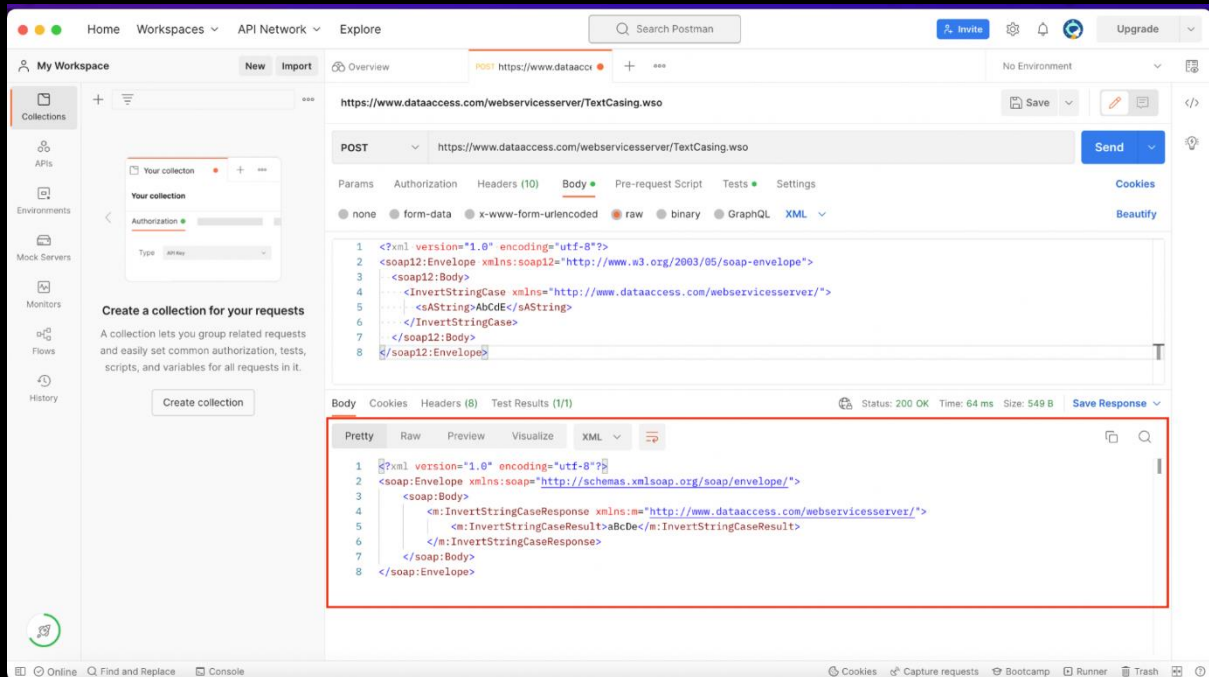 Home Workspaces API Network Explore Search Postman Invite Upgrade
My Workspace New Import Overview POST https://www.dataacce No Environment
Collections
APIs
Environments
Mock Servers
Monitors
Flows
History
Your collecton
Your collection
Authorization
Type API Key
Create a collection for your requests
A collection lets you group related requests
and easily set common authorization, tests,
scripts, and variables for all requests in it.
Create collection
https://www.dataaccess.com/webservicesserver/TextCasing.wso Save
POST https://www.dataaccess.com/webservicesserver/TextCasing.wso Send
Params Authorization Headers (10) Body Pre-request Script Tests Settings Cookies
none form-data x-www-form-urlencoded raw binary GraphQL XML Beautify
1 <?xml version="1.0" encoding="utf-8"?>
2 <soap12:Envelope xmlns:soap12="http://www.w3.org/2003/05/soap-envelope">
3 <soap12:Body>
4 <InvertStringCase xmlns="http://www.dataaccess.com/webservicesserver/">
5 <sAString>AbCdE</sAString>
6 </InvertStringCase>
7 </soap12:Body>
8 </soap12:Envelope>
Body Cookies Headers (8) Test Results (1/1) Status: 200 OK Time: 64 ms Size: 549 B Save Response
Pretty Raw Preview Visualize XML
1 <?xml version="1.0" encoding="utf-8"?>
2 <soap:Envelope xmlns:soap="http://schemas.xmlsoap.org/soap/envelope/">
3 <soap:Body>
4 <m:InvertStringCaseResponse xmlns:m="http://www.dataaccess.com/webservicesserver/">
5 <m:InvertStringCaseResult>aBcDe</m:InvertStringCaseResult>
6 </m:InvertStringCaseResponse>
7 </soap:Body>
8 </soap:Envelope>
Online Find and Replace Console Cookies Capture requests Bootcamp Runner Trash